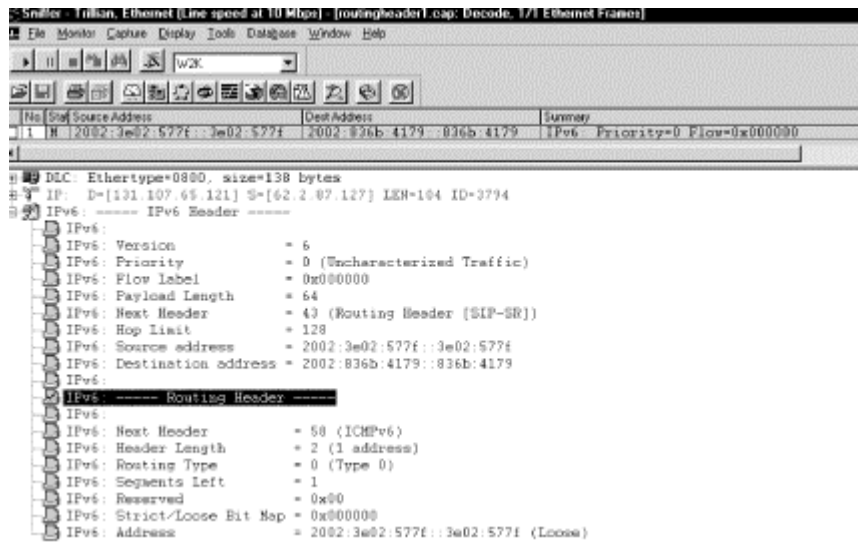 Sniffer - Trillian, Ethernet (Line speed at 10 Mbps) - [routingheader1.cap: Decode, 1/1 Ethernet Frames]
File Monitor Capture Display Tools Database Window Help
W2K
No. Stat Source Address Dest Address Summary
1 M 2002:3e02:577f::3e02:577f 2002:836b:4179::836b:4179 IPv6: Priority=0 Flow=0x000000
DLC: Ethertype=0800, size=138 bytes
IP: D=[131.107.65.121] S=[62.2.87.127] LEN=104 ID=3794
IPv6: ----- IPv6 Header -----
IPv6:
IPv6: Version = 6
IPv6: Priority = 0 (Uncharacterized Traffic)
IPv6: Flow Label = 0x000000
IPv6: Payload Length = 64
IPv6: Next Header = 43 (Routing Header [SIP-SR])
IPv6: Hop Limit = 128
IPv6: Source address = 2002:3e02:577f::3e02:577f
IPv6: Destination address = 2002:836b:4179::836b:4179
IPv6:
IPv6: ----- Routing Header -----
IPv6:
IPv6: Next Header = 58 (ICMPv6)
IPv6: Header Length = 2 (1 address)
IPv6: Routing Type = 0 (Type 0)
IPv6: Segments Left = 1
IPv6: Reserved = 0x00
IPv6: Strict/Loose Bit Map = 0x000000
IPv6: Address = 2002:3e02:577f::3e02:577f (Loose)